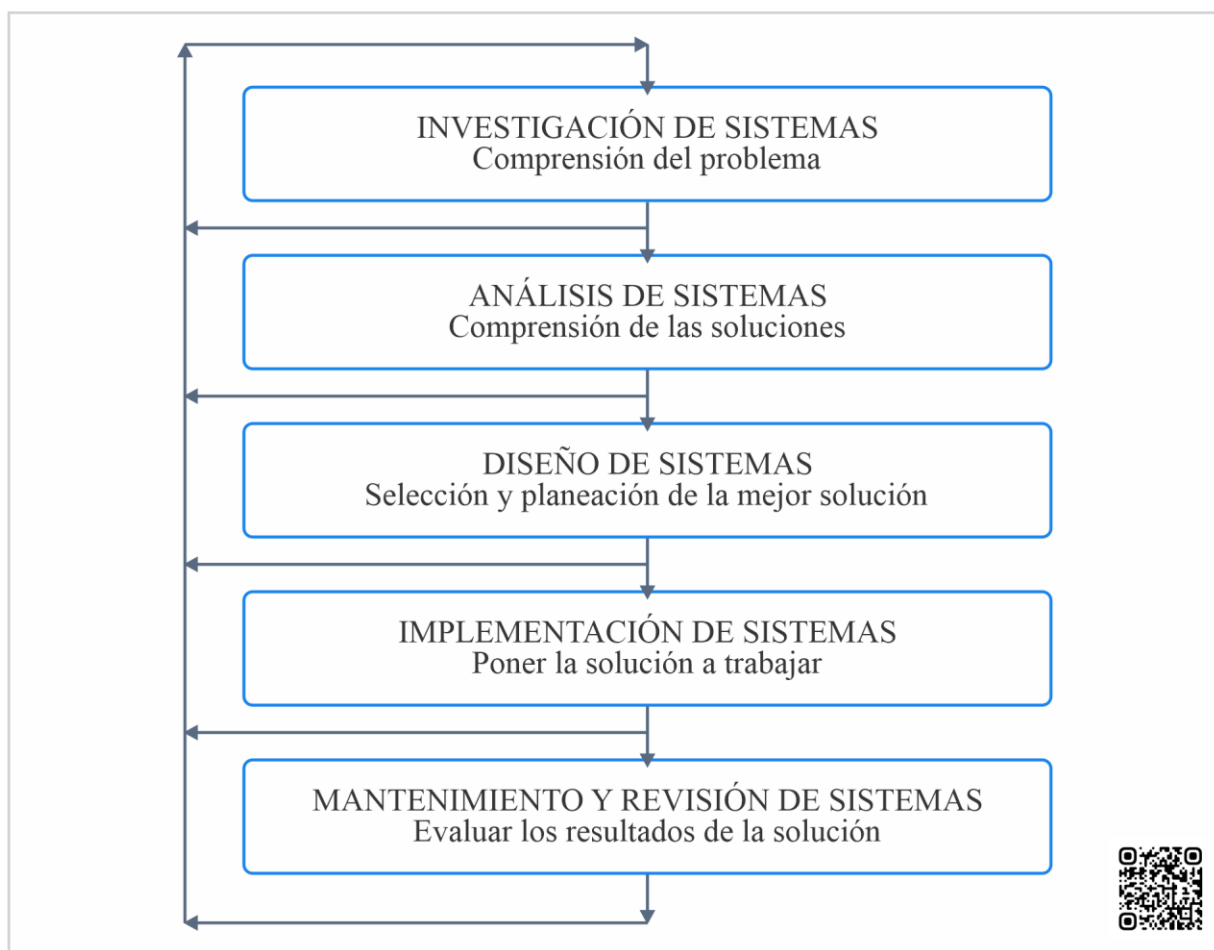 INVESTIGACIÓN DE SISTEMAS
Comprensión del problema
ANÁLISIS DE SISTEMAS
Comprensión de las soluciones
DISEÑO DE SISTEMAS
Selección y planeación de la mejor solución
IMPLEMENTACIÓN DE SISTEMAS
Poner la solución a trabajar
MANTENIMIENTO Y REVISIÓN DE SISTEMAS
Evaluar los resultados de la solución